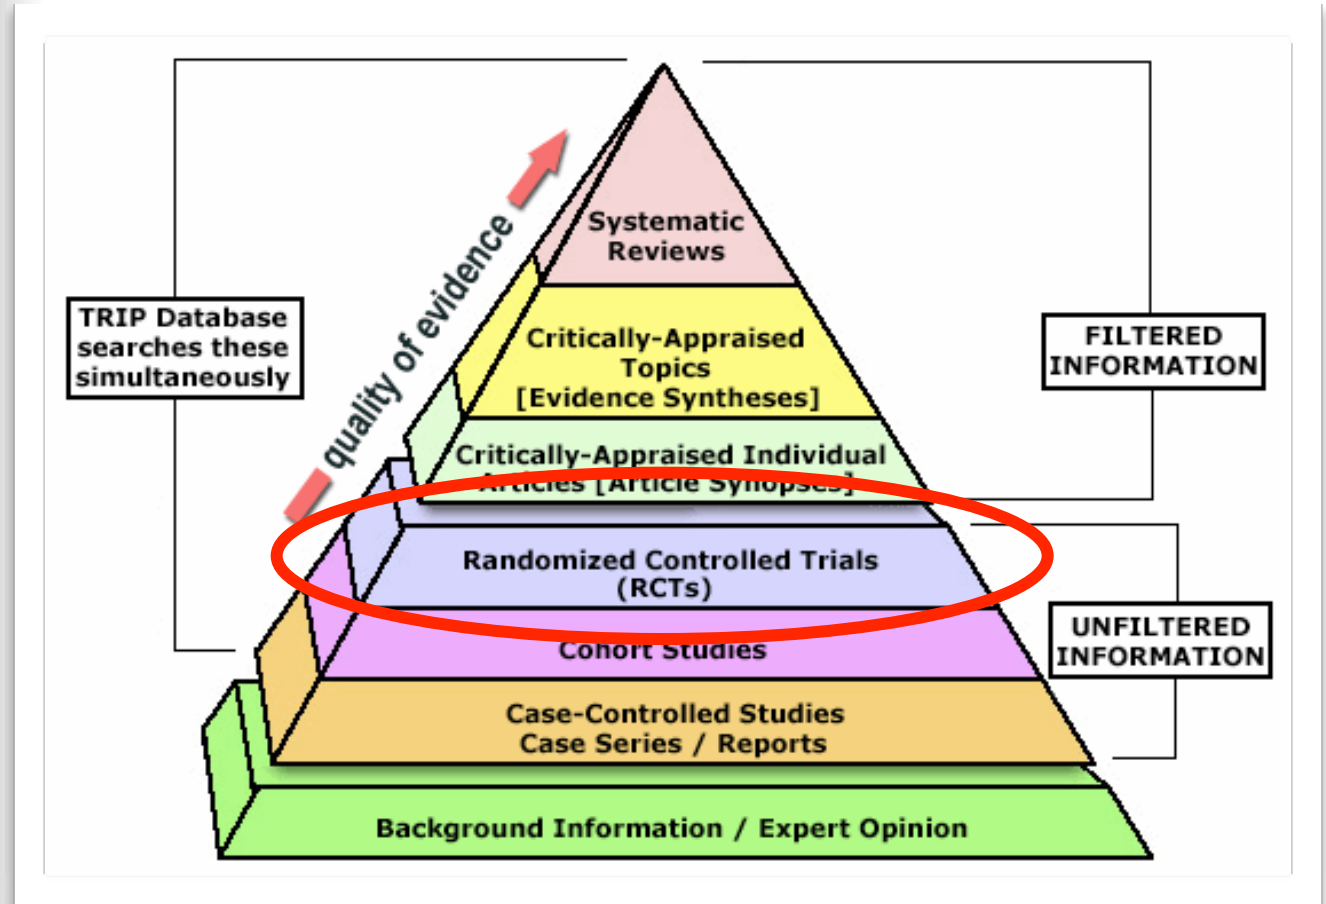 Systematic
Reviews
quality of evidence
TRIP Database
searches these
simultaneously
FILTERED
INFORMATION
Critically-Appraised
Topics
[Evidence Syntheses]
Critically-Appraised Individual
Articles [Article Synopses]
Randomized Controlled Trials
(RCTs)
UNFILTERED
INFORMATION
Cohort Studies
Case-Controlled Studies
Case Series / Reports
Background Information / Expert Opinion